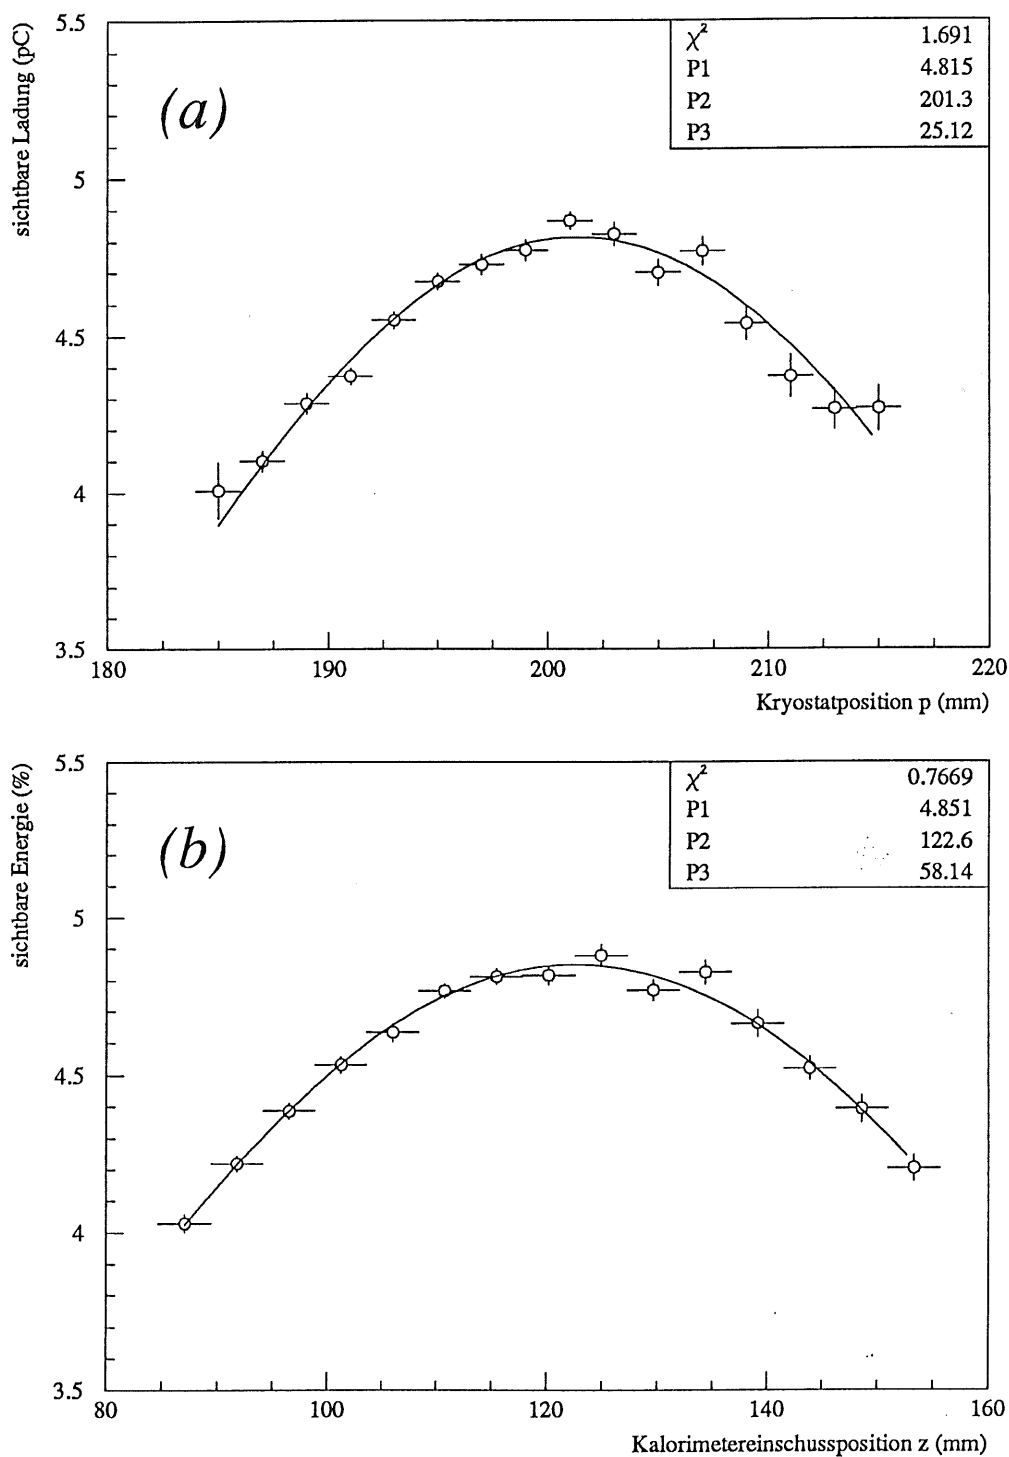 5.5
χ² 1.691
P1 4.815
P2 201.3
P3 25.12
(a)
sichtbare Ladung (pC)
5
4.5
4
3.5
180 190 200 210 220
Kryostatposition p (mm)
5.5
χ² 0.7669
P1 4.851
P2 122.6
P3 58.14
(b)
sichtbare Energie (%)
5
4.5
4
3.5
80 100 120 140 160
Kalorimetereinschussposition z (mm)